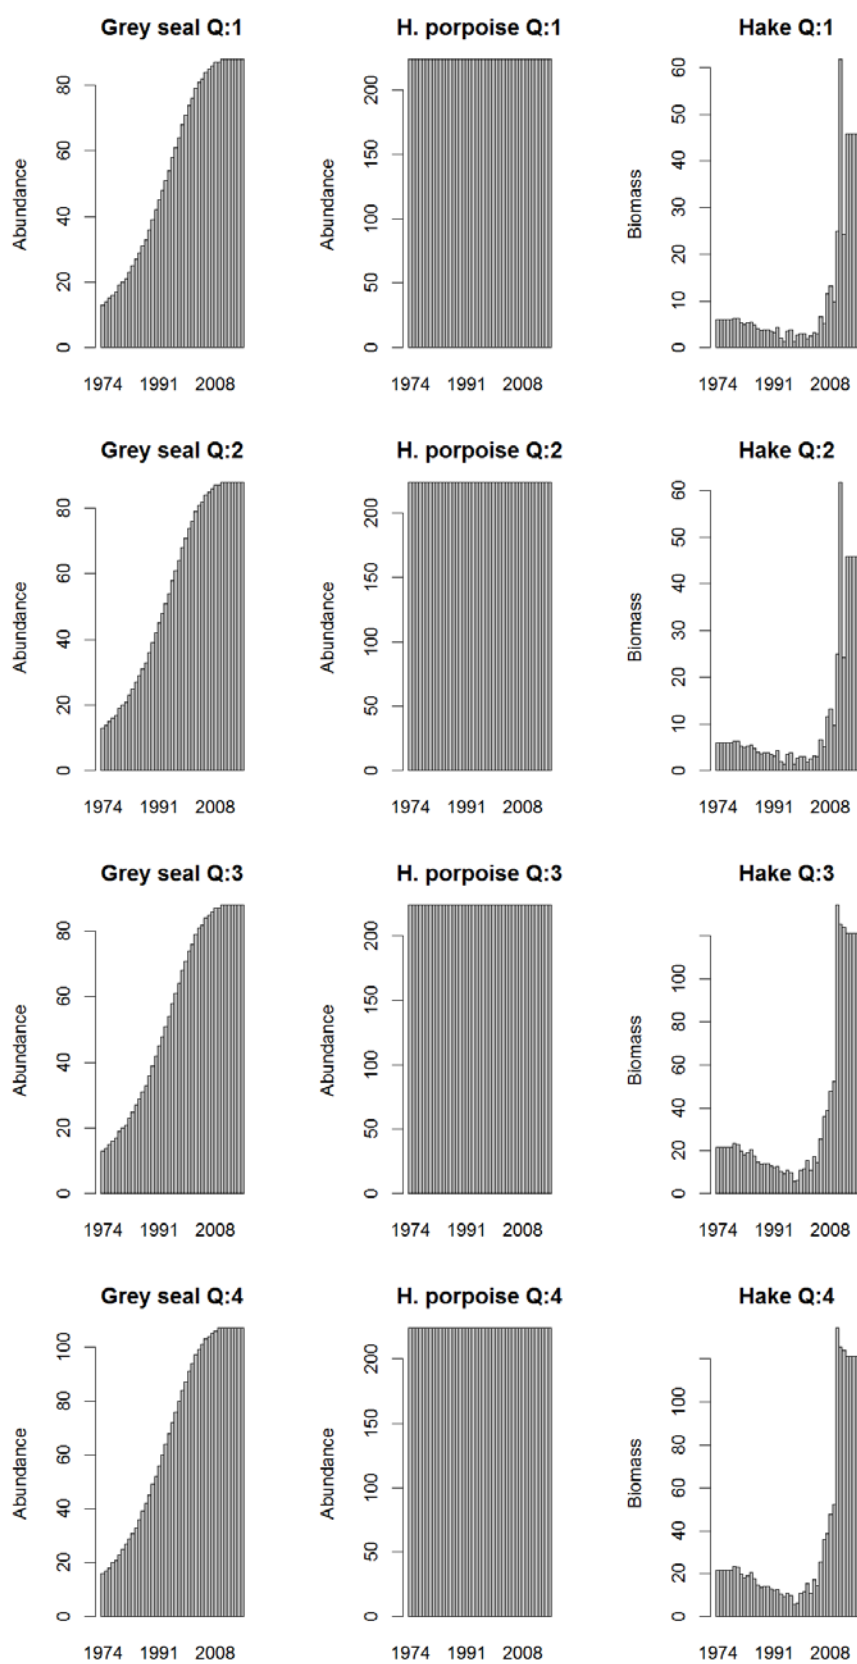 Grey seal Q:1
H. porpoise Q:1
Hake Q:1
Abundance
0 20 40 60 80
1974 1991 2008
Abundance
0 50 100 150 200
1974 1991 2008
Biomass
0 10 20 30 40 50 60
1974 1991 2008
Grey seal Q:2
H. porpoise Q:2
Hake Q:2
Abundance
0 20 40 60 80
1974 1991 2008
Abundance
0 50 100 150 200
1974 1991 2008
Biomass
0 10 20 30 40 50 60
1974 1991 2008
Grey seal Q:3
H. porpoise Q:3
Hake Q:3
Abundance
0 20 40 60 80
1974 1991 2008
Abundance
0 50 100 150 200
1974 1991 2008
Biomass
0 20 40 60 80 100
1974 1991 2008
Grey seal Q:4
H. porpoise Q:4
Hake Q:4
Abundance
0 20 40 60 80 100
1974 1991 2008
Abundance
0 50 100 150 200
1974 1991 2008
Biomass
0 20 40 60 80 100
1974 1991 2008